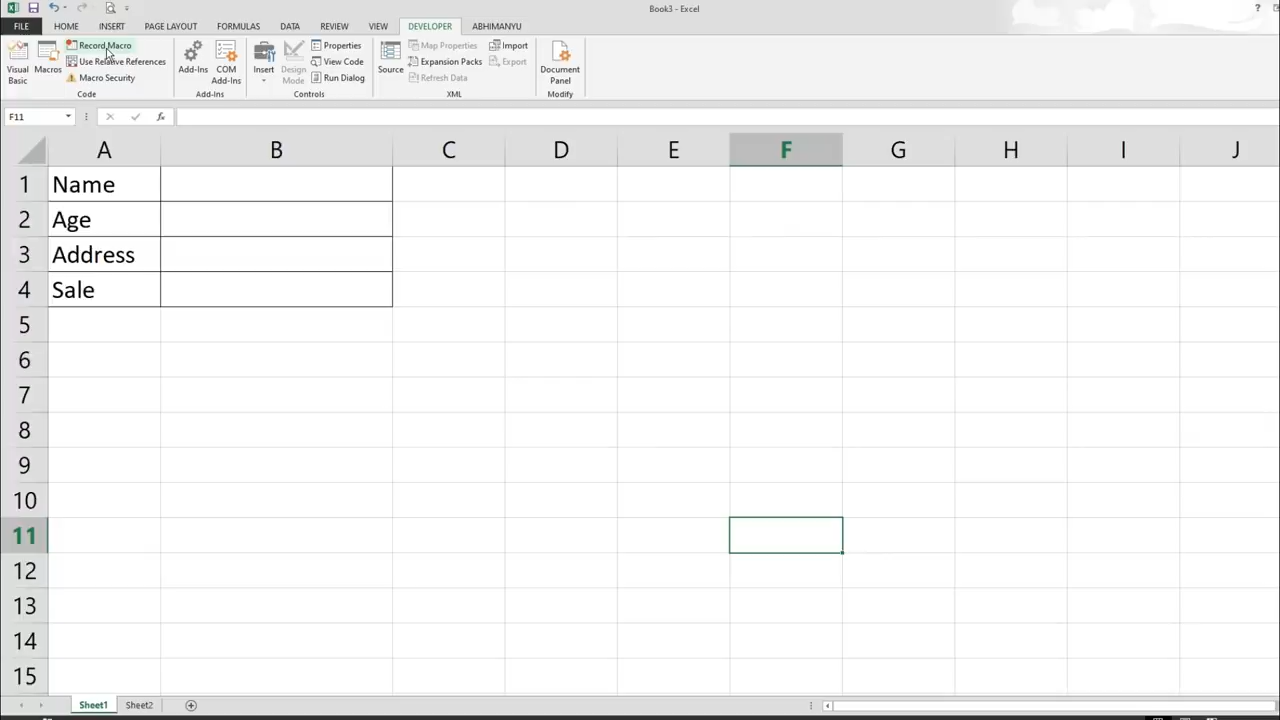 Book3 - Excel
?
FILE HOME INSERT PAGE LAYOUT FORMULAS DATA REVIEW VIEW DEVELOPER ABHIMANYU
Visual Basic
Macros
Record Macro
Use Relative References
Macro Security
Code
Add-Ins
COM Add-Ins
Add-Ins
Insert
Design Mode
Properties
View Code
Run Dialog
Controls
Source
Map Properties
Expansion Packs
Refresh Data
Import
Export
XML
Document Panel
Modify
F11
fx
A B C D E F G H I J
1 Name
2 Age
3 Address
4 Sale
5
6
7
8
9
10
11
12
13
14
15
Sheet1 Sheet2